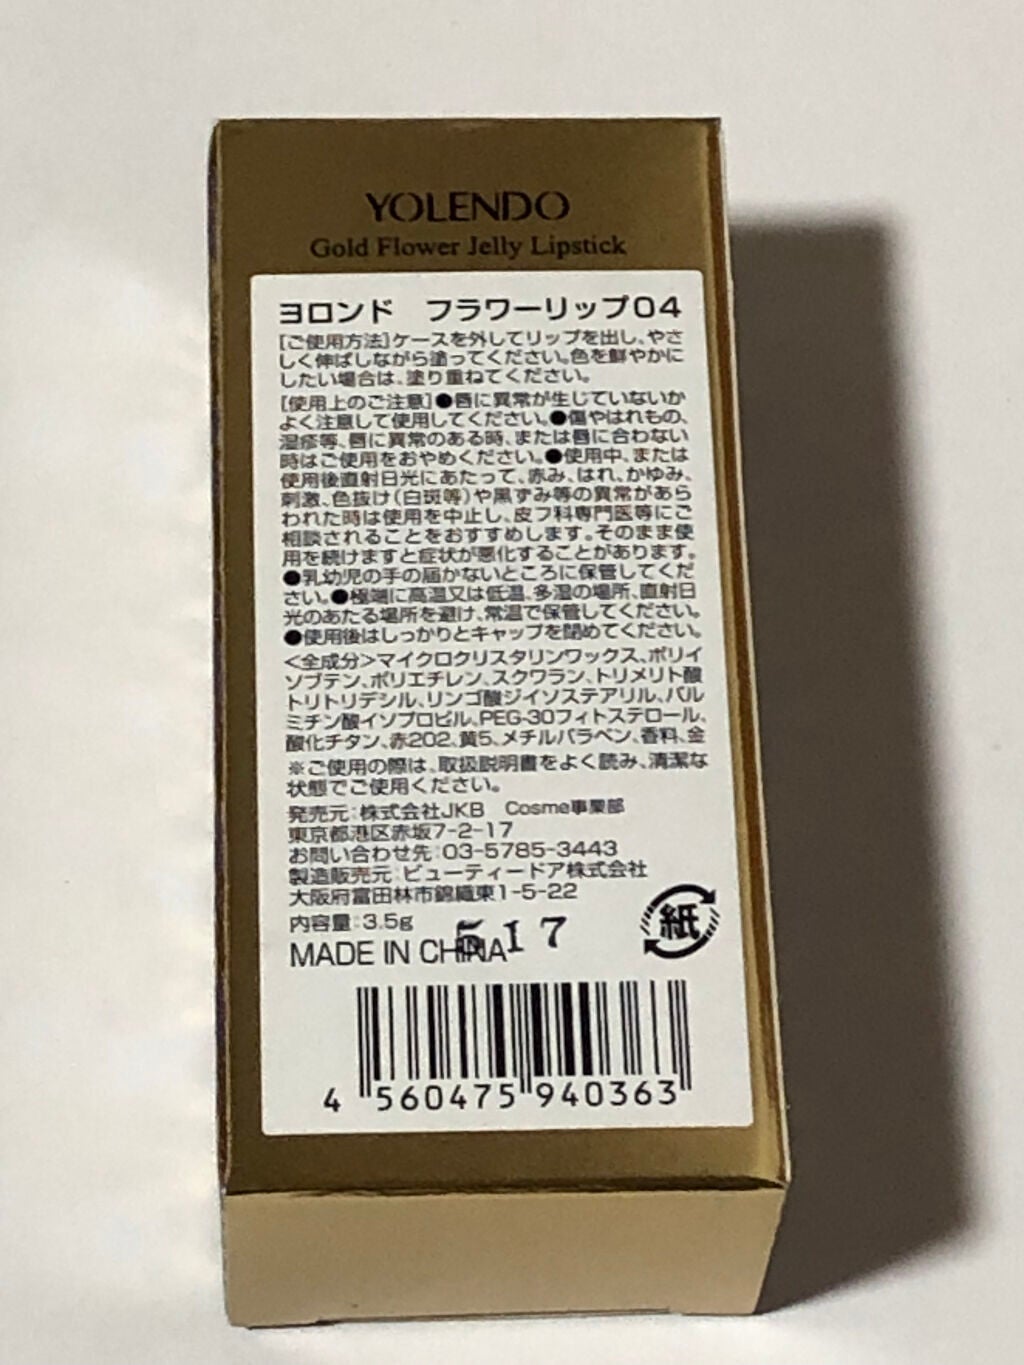 YOLENDO
Gold Flower Jelly Lipstick
ヨロンド　フラワーリップ04
[ご使用方法]ケースを外してリップを出し、やさ
しく伸ばしながら塗ってください。色を鮮やかに
したい場合は、塗り重ねてください。
[使用上のご注意]●唇に異常が生じていないか
よく注意して使用してください。●傷やはれもの、
湿疹等、唇に異常のある時、または唇に合わない
時はご使用をおやめください。●使用中、または
使用後直射日光にあたって、赤み、はれ、かゆみ、
刺激、色抜け(白斑等)や黒ずみ等の異常があら
われた時は使用を中止し、皮フ科専門医等にご
相談されることをおすすめします。そのまま使
用を続けますと症状が悪化することがあります。
●乳幼児の手の届かないところに保管してくだ
さい。●極端に高温又は低温、多湿の場所、直射日
光のあたる場所を避け、常温で保管してください。
●使用後はしっかりとキャップを閉めてください。
<全成分>マイクロクリスタリンワックス、ポリイ
ソブテン、ポリエチレン、スクワラン、トリメリト酸
トリトリデシル、リンゴ酸ジイソステアリル、パル
ミチン酸イソプロピル、PEG-30フィトステロール、
酸化チタン、赤202、黄5、メチルパラベン、香料、金
※ご使用の際は、取扱説明書をよく読み、清潔な
状態でご使用ください。
発売元：株式会社JKB　Cosme事業部
東京都港区赤坂7-2-17
お問い合わせ先：03-5785-3443
製造販売元：ビューティードア株式会社
大阪府富田林市錦織東1-5-22
内容量：3.5g
517
MADE IN CHINA
紙
4 560475 940363